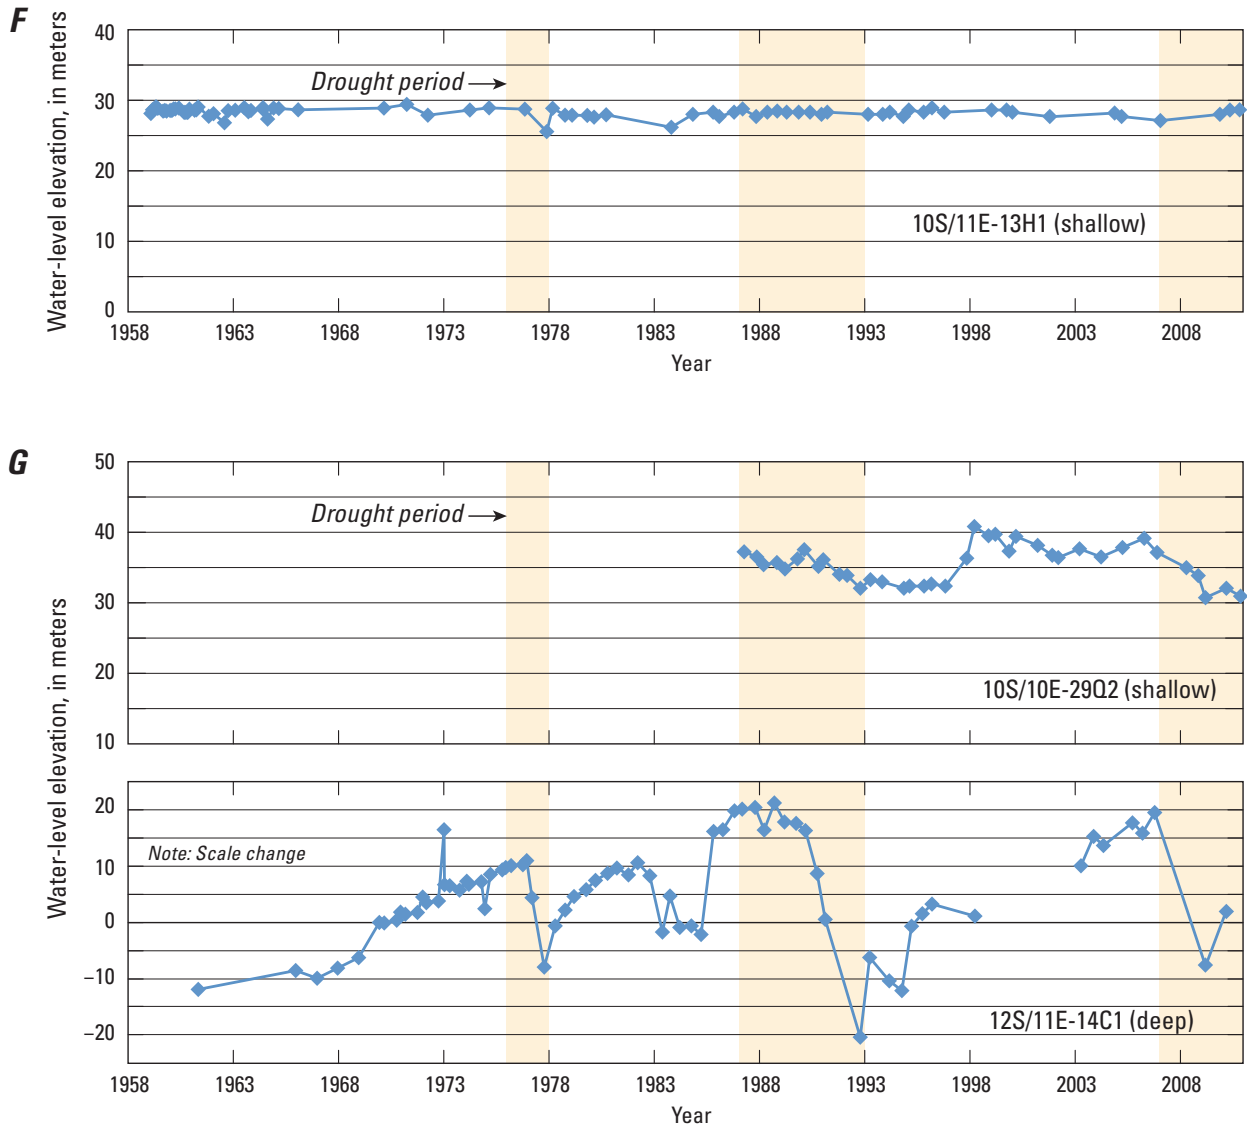 F
Water-level elevation, in meters
40
30
20
10
0
Drought period
10S/11E-13H1 (shallow)
1958 1963 1968 1973 1978 1983 1988 1993 1998 2003 2008
Year
G
Water-level elevation, in meters
50
40
30
20
10
Drought period
10S/10E-29Q2 (shallow)
20
10
0
−10
−20
Note: Scale change
12S/11E-14C1 (deep)
1958 1963 1968 1973 1978 1983 1988 1993 1998 2003 2008
Year